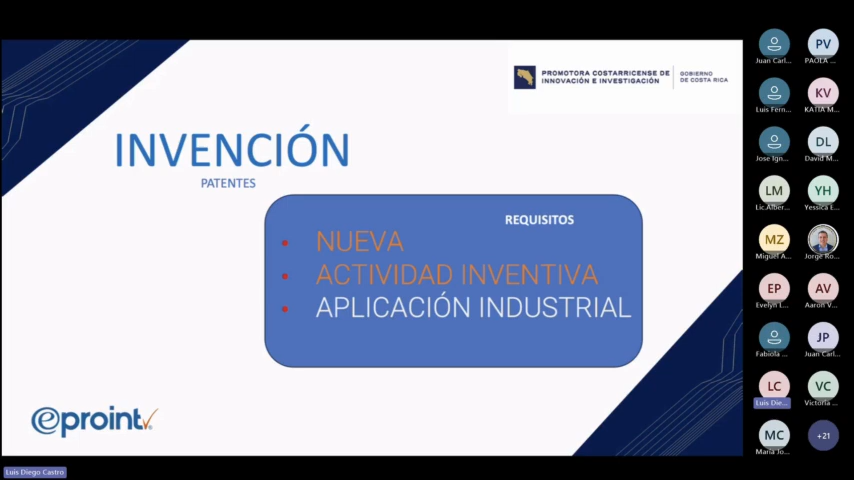 PROMOTORA COSTARRICENSE DE
INNOVACIÓN E INVESTIGACIÓN
GOBIERNO
DE COSTA RICA
INVENCIÓN
PATENTES
REQUISITOS
• NUEVA
• ACTIVIDAD INVENTIVA
• APLICACIÓN INDUSTRIAL
eproint
Luis Diego Castro
Juan Carl...
PV
PAOLA ...
Luis Fern...
KV
KATIA M...
Jose Ign...
DL
David M...
LM
Lic.Alber...
YH
Yessica E...
MZ
Miguel A...
Jorge Ro...
EP
Evelyn L...
AV
Aaron V...
Fabiola ...
JP
Juan Carl...
LC
Luis Die...
VC
Victoria ...
MC
María Jo...
+21